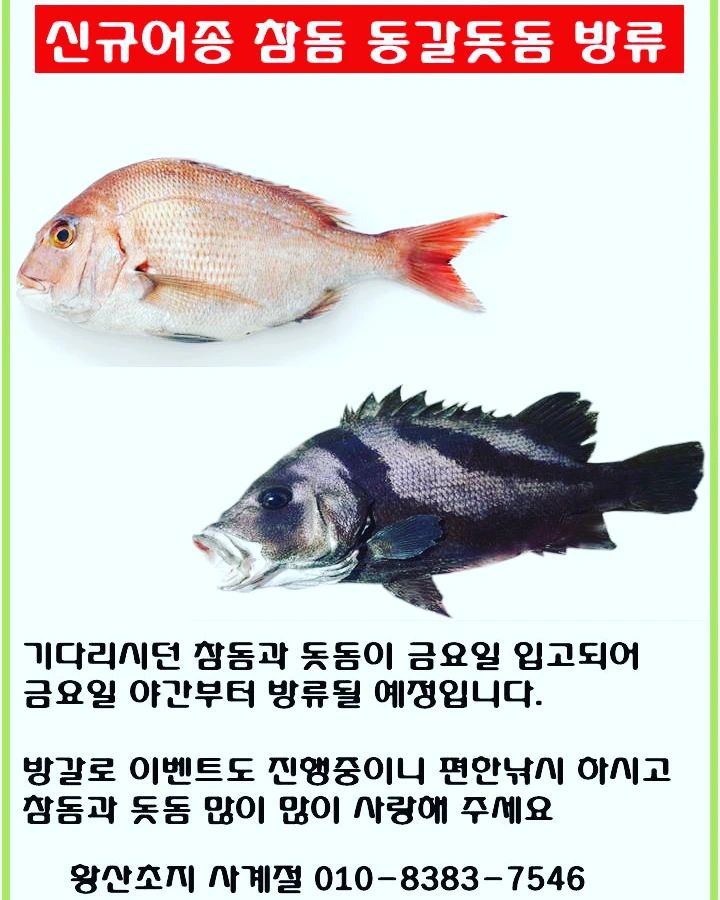 신규어종 참돔 동갈돗돔 방류
기다리시던 참돔과 돗돔이 금요일 입고되어
금요일 야간부터 방류될 예정입니다.
방갈로 이벤트도 진행중이니 편한낚시 하시고
참돔과 돗돔 많이 많이 사랑해 주세요
황산초지 사계절 010-8383-7546